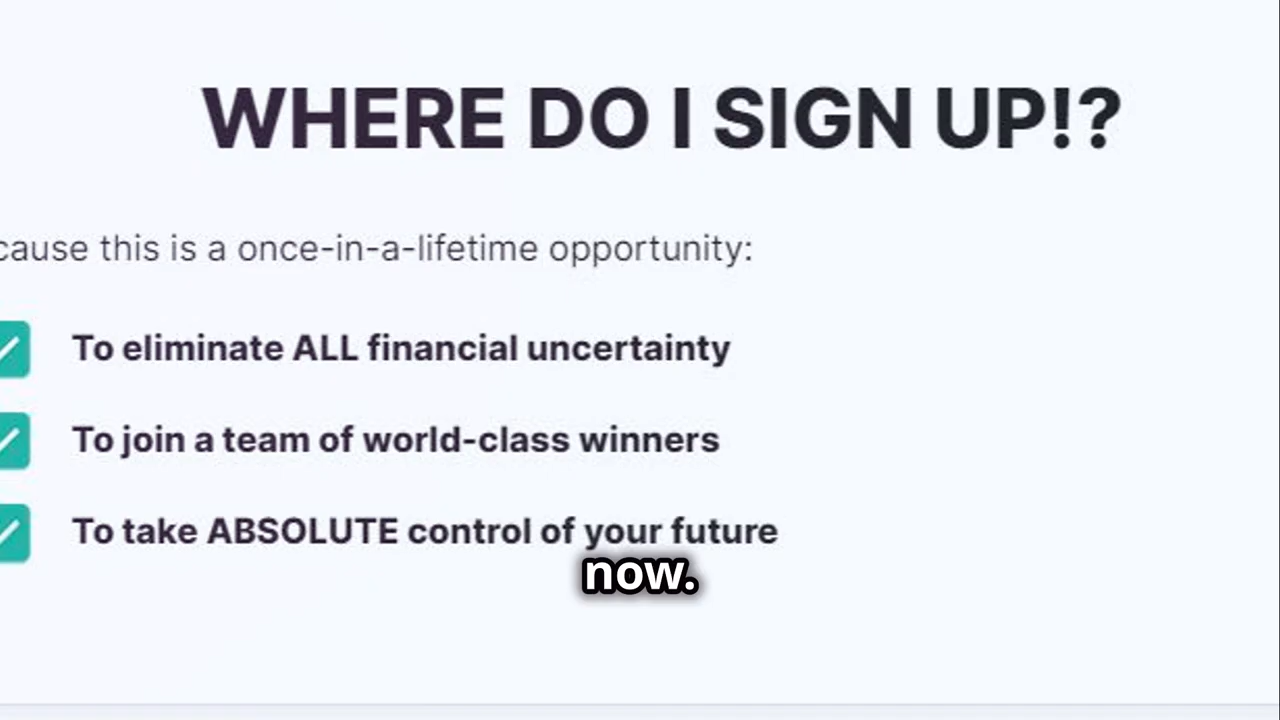 WHERE DO I SIGN UP!?
cause this is a once-in-a-lifetime opportunity:
To eliminate ALL financial uncertainty
To join a team of world-class winners
To take ABSOLUTE control of your future
now.